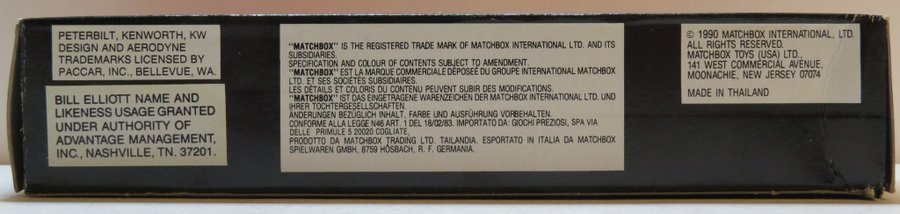 PETERBILT, KENWORTH, KW
DESIGN AND AERODYNE
TRADEMARKS LICENSED BY
PACCAR, INC., BELLEVUE, WA.
BILL ELLIOTT NAME AND
LIKENESS USAGE GRANTED
UNDER AUTHORITY OF
ADVANTAGE MANAGEMENT,
INC., NASHVILLE, TN. 37201.
"MATCHBOX" IS THE REGISTERED TRADE MARK OF MATCHBOX INTERNATIONAL LTD. AND ITS
SUBSIDIARIES.
SPECIFICATION AND COLOUR OF CONTENTS SUBJECT TO AMENDMENT.
"MATCHBOX" EST LA MARQUE COMMERCIALE DÉPOSÉE DU GROUPE INTERNATIONAL MATCHBOX
LTD. ET SES SOCIÉTÉS SUBSIDIAIRES.
LES DÉTAILS ET COLORIS DU CONTENU PEUVENT SUBIR DES MODIFICATIONS.
"MATCHBOX" IST DAS EINGETRAGENE WARENZEICHEN DER MATCHBOX INTERNATIONAL LTD. UND
IHRER TOCHTERGESELLSCHAFTEN.
ÄNDERUNGEN BEZÜGLICH INHALT, FARBE UND AUSFÜHRUNG VORBEHALTEN.
CONFORME ALLA LEGGE N46 ART. 1 DEL 18/02/83. IMPORTATO DA: GIOCHI PREZIOSI, SPA VIA
DELLE PRIMULE 5 20020 COGLIATE,
PRODOTTO DA MATCHBOX TRADING LTD. TAILANDIA. ESPORTATO IN ITALIA DA MATCHBOX
SPIELWAREN GMBH, 8759 HÖSBACH, R. F. GERMANIA.
© 1990 MATCHBOX INTERNATIONAL, LTD.
ALL RIGHTS RESERVED.
MATCHBOX TOYS (USA) LTD.,
141 WEST COMMERCIAL AVENUE,
MOONACHIE, NEW JERSEY 07074
MADE IN THAILAND